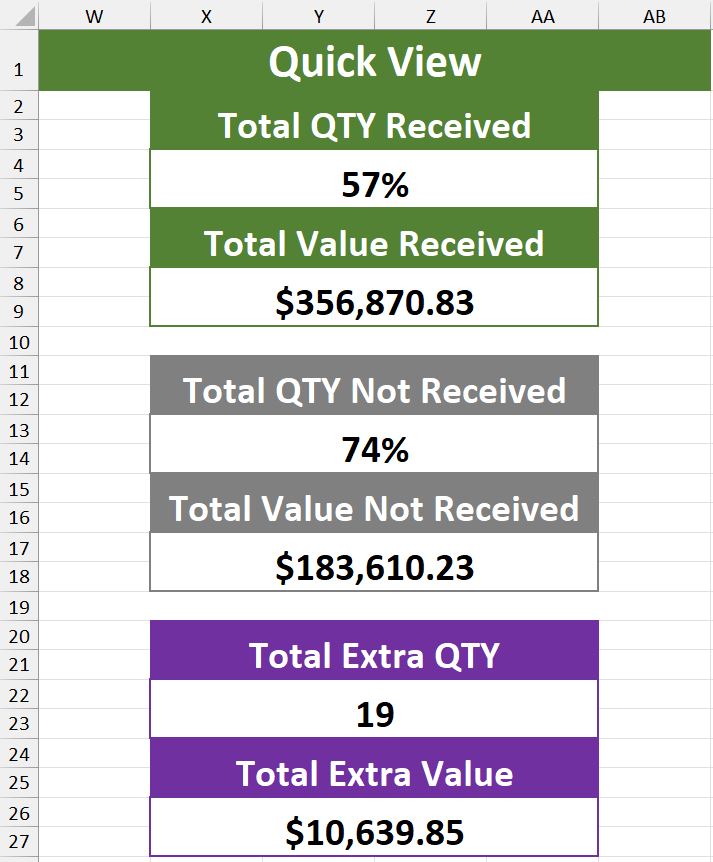 W X Y Z AA AB
1 Quick View
2
3 Total QTY Received
4
5 57%
6
7 Total Value Received
8
9 $356,870.83
10
11
12 Total QTY Not Received
13
14 74%
15
16 Total Value Not Received
17
18 $183,610.23
19
20
21 Total Extra QTY
22
23 19
24
25 Total Extra Value
26
27 $10,639.85